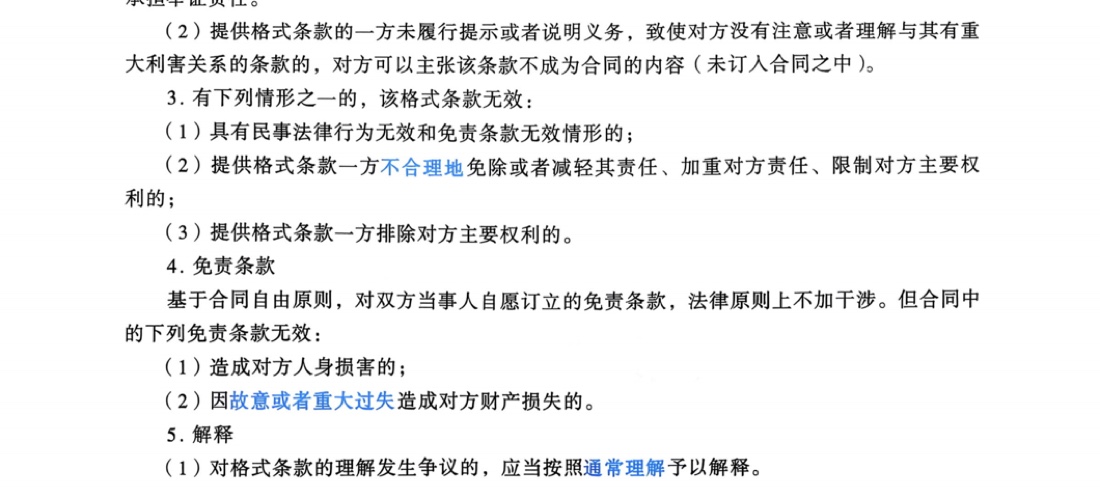 承担举证责任。
（2）提供格式条款的一方未履行提示或者说明义务，致使对方没有注意或者理解与其有重
大利害关系的条款的，对方可以主张该条款不成为合同的内容（未订入合同之中）。
3. 有下列情形之一的，该格式条款无效：
（1）具有民事法律行为无效和免责条款无效情形的；
（2）提供格式条款一方不合理地免除或者减轻其责任、加重对方责任、限制对方主要权
利的；
（3）提供格式条款一方排除对方主要权利的。
4. 免责条款
基于合同自由原则，对双方当事人自愿订立的免责条款，法律原则上不加干涉。但合同中
的下列免责条款无效：
（1）造成对方人身损害的；
（2）因故意或者重大过失造成对方财产损失的。
5. 解释
（1）对格式条款的理解发生争议的，应当按照通常理解予以解释。